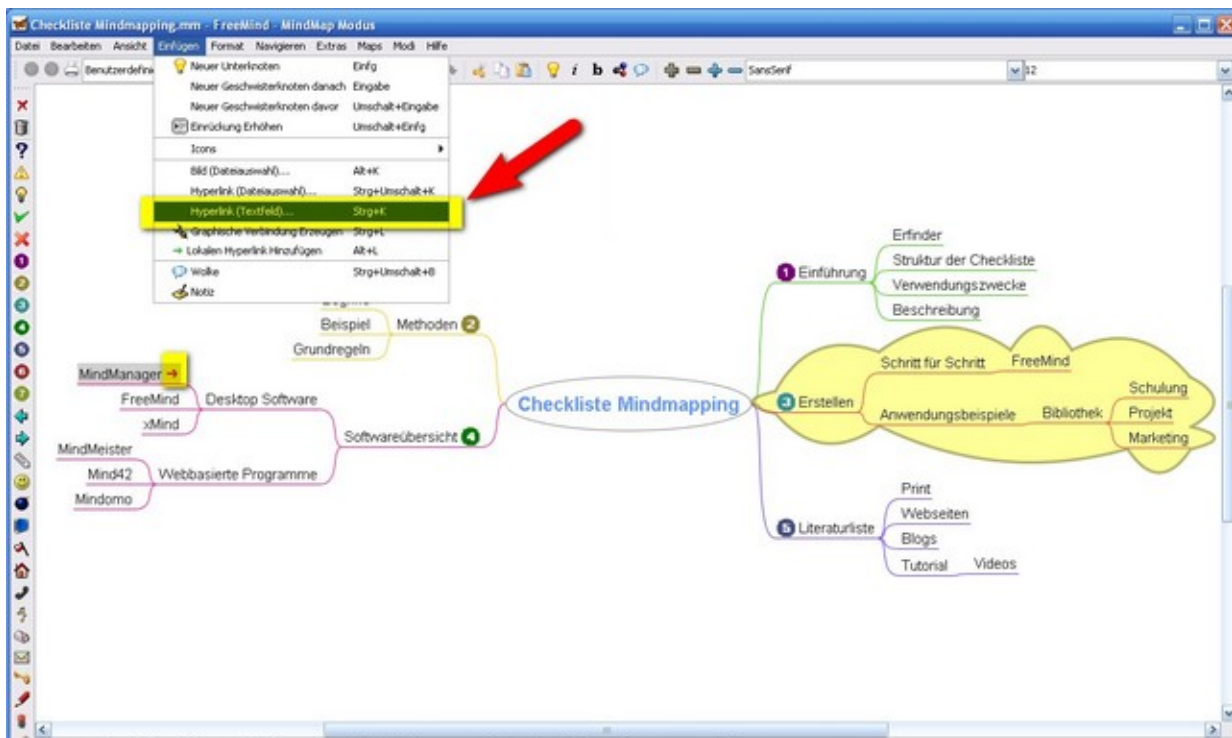 Checkliste Mindmapping.mm - FreeMind - MindMap Modus
Datei Bearbeiten Ansicht Einfügen Format Navigieren Extras Maps Modi Hilfe
SansSerif 12
Neuer Unterknoten Einfg
Neuer Geschwisterknoten danach Eingabe
Neuer Geschwisterknoten davor Umschalt+Eingabe
Einrückung Erhöhen Umschalt+Einfg
Icons
Bild (Dateiauswahl)... Alt+K
Hyperlink (Dateiauswahl)... Strg+Umschalt+K
Hyperlink (Textfeld)... Strg+K
Graphische Verbindung Erzeugen Strg+L
Lokalen Hyperlink Hinzufügen Alt+L
Wolke Strg+Umschalt+B
Notiz
Checkliste Mindmapping
1 Einführung
Erfinder
Struktur der Checkliste
Verwendungszwecke
Beschreibung
Methoden 2
Beispiel
Grundregeln
3 Erstellen
Schritt für Schritt
FreeMind
Anwendungsbeispiele
Bibliothek
Schulung
Projekt
Marketing
Softwareübersicht 4
Desktop Software
MindManager
FreeMind
xMind
Webbasierte Programme
MindMeister
Mind42
Mindomo
5 Literaturliste
Print
Webseiten
Blogs
Tutorial
Videos